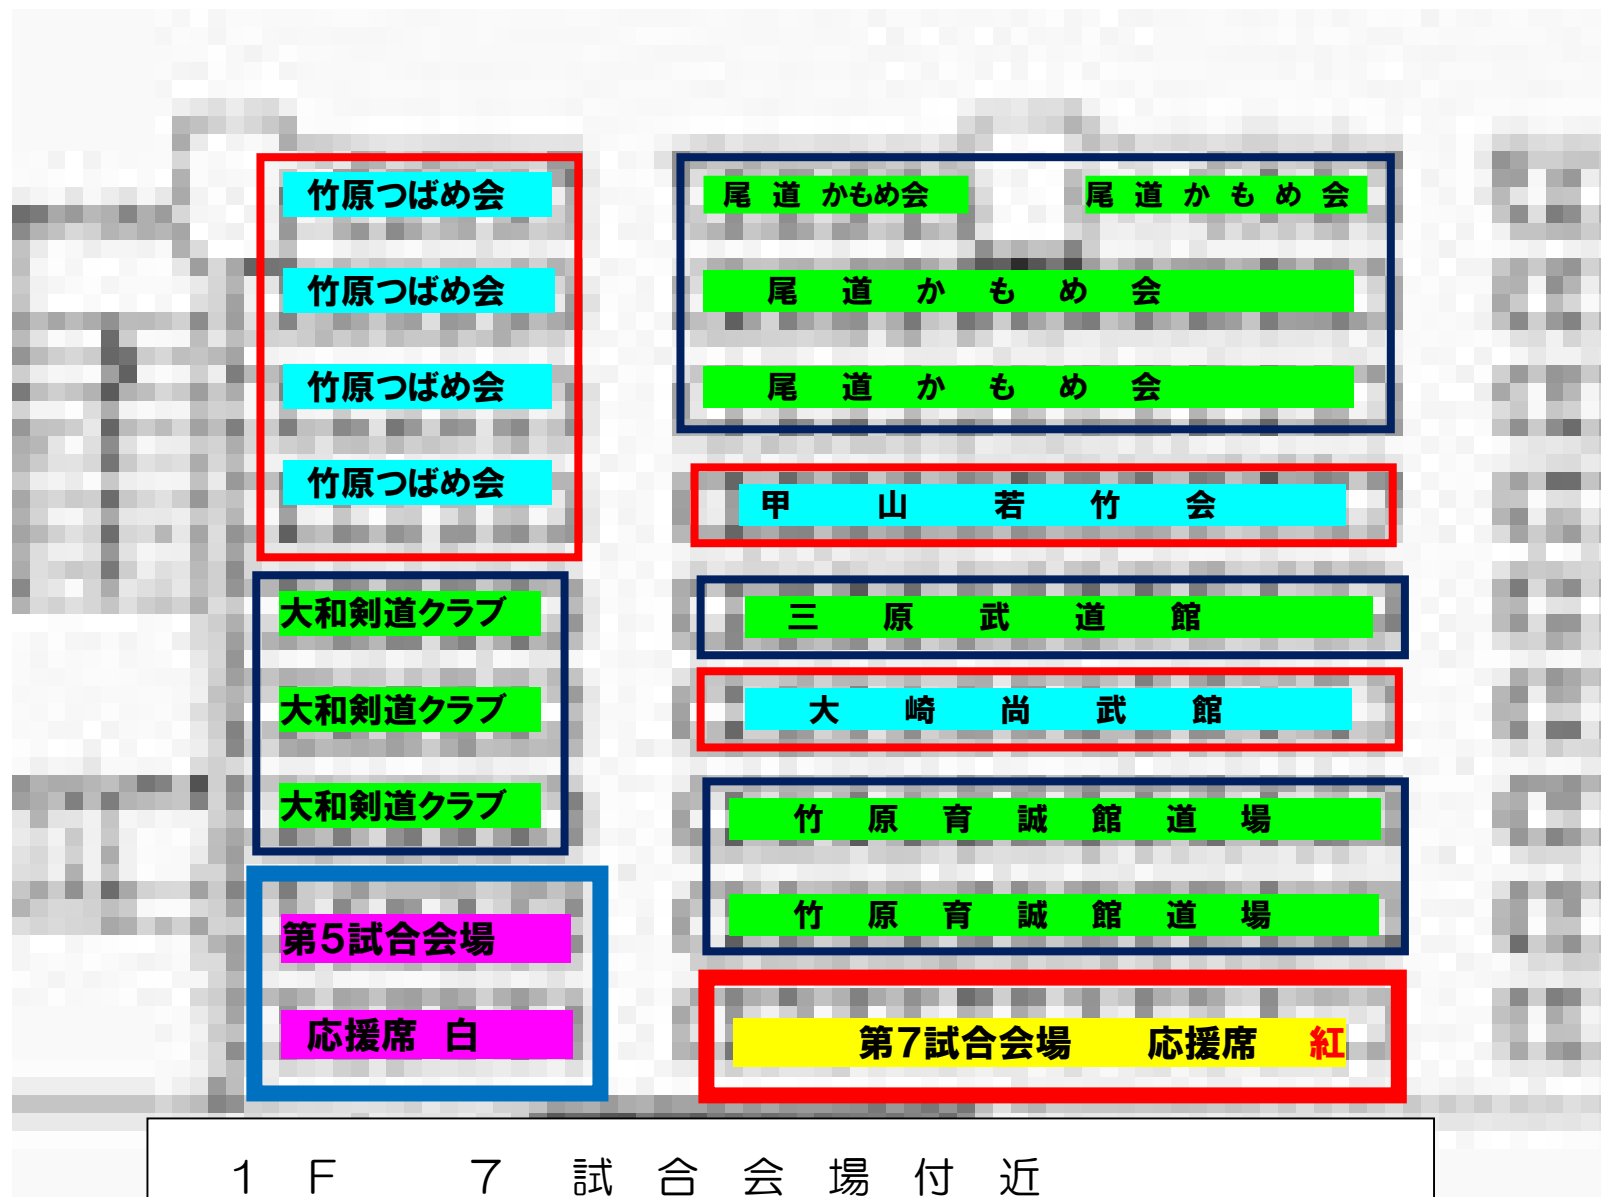 竹原つばめ会
竹原つばめ会
竹原つばめ会
竹原つばめ会
大和剣道クラブ
大和剣道クラブ
大和剣道クラブ
第5試合会場
応援席 白
尾 道 かもめ会 尾 道 か も め 会
尾 道 か も め 会
尾 道 か も め 会
甲 山 若 竹 会
三 原 武 道 館
大 崎 尚 武 館
竹 原 育 誠 館 道 場
竹 原 育 誠 館 道 場
第7試合会場 応援席 紅
1 F 7 試 合 会 場 付 近